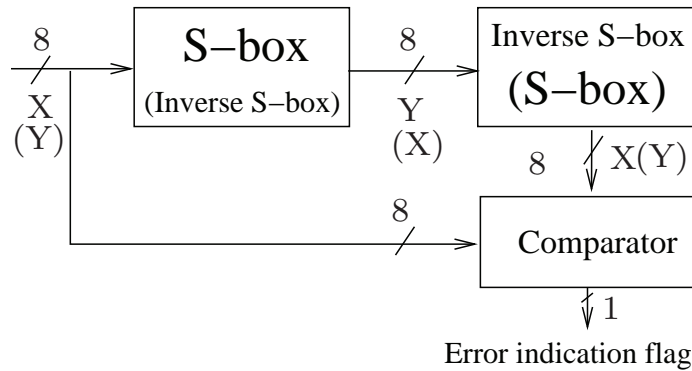 8
X
(Y)
S–box
(Inverse S–box)
8
Y
(X)
Inverse S–box
(S–box)
8
X(Y)
8
Comparator
1
Error indication flag